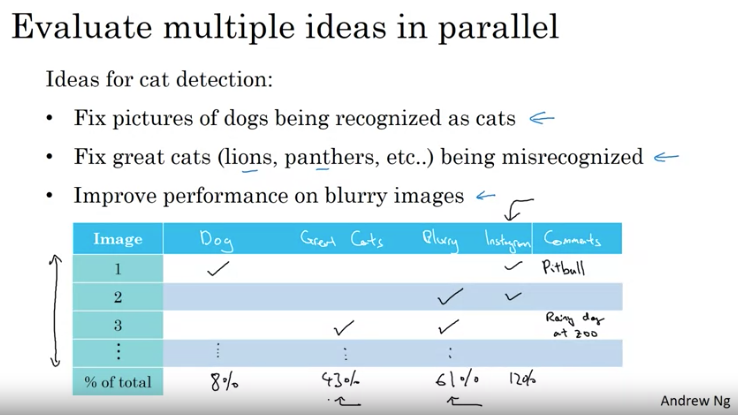 Evaluate multiple ideas in parallel
Ideas for cat detection:
• Fix pictures of dogs being recognized as cats
• Fix great cats (lions, panthers, etc..) being misrecognized
• Improve performance on blurry images
Image Dog Great Cats Blurry Instagram Comments
1 ✓ ✓ Pitbull
2 ✓ ✓
3 ✓ ✓ Rainy day at zoo
⋮ ⋮ ⋮ ⋮
% of total 8% 43% 61% 12%
Andrew Ng